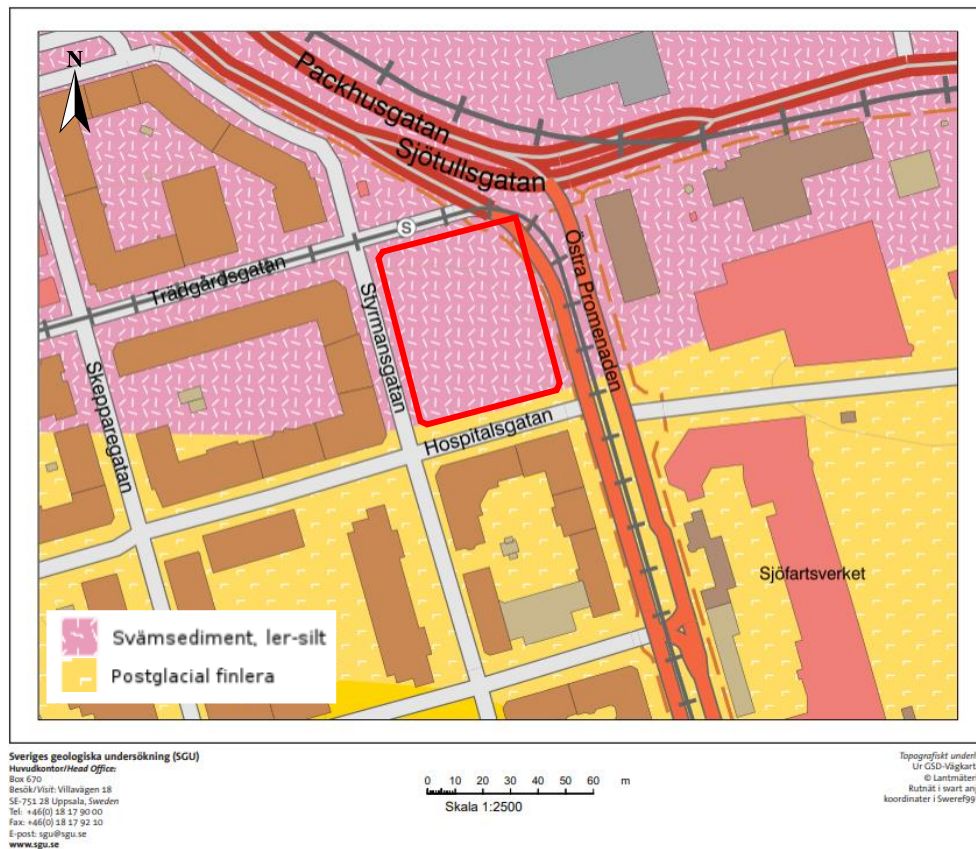 N
Packhusgatan
Sjötullsgatan
S
Trädgårdsgatan
Östra Promenaden
Styrmansgatan
Skepparegatan
Hospitalsgatan
Sjöfartsverket
Svämsediment, ler-silt
Postglacial finlera
Sveriges geologiska undersökning (SGU)
Huvudkontor/Head Office:
Box 670
Besök/Visit: Villavägen 18
SE-751 28 Uppsala, Sweden
Tel: +46(0) 18 17 90 00
Fax: +46(0) 18 17 92 10
E-post: sgu@sgu.se
www.sgu.se
0 10 20 30 40 50 60 m
Skala 1:2500
Topografiskt underl
Ur GSD-Vägkart
© Lantmäteri
Rutnät i svart an
koordinater i Sweref99